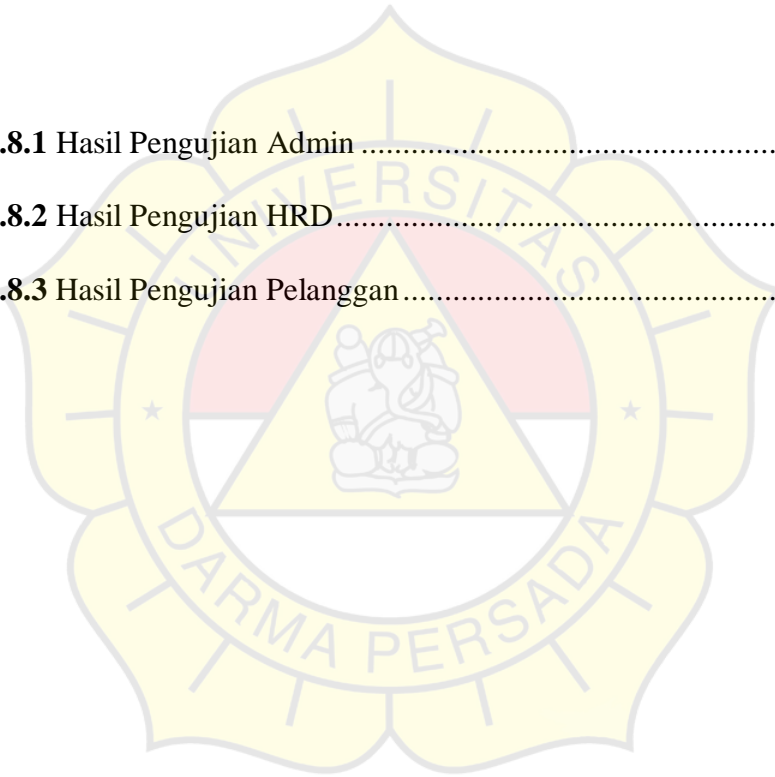 .8.1 Hasil Pengujian Admin ................................................
.8.2 Hasil Pengujian HRD ...................................................
.8.3 Hasil Pengujian Pelanggan ...........................................
UNIVERSITAS
DARMA PERSADA